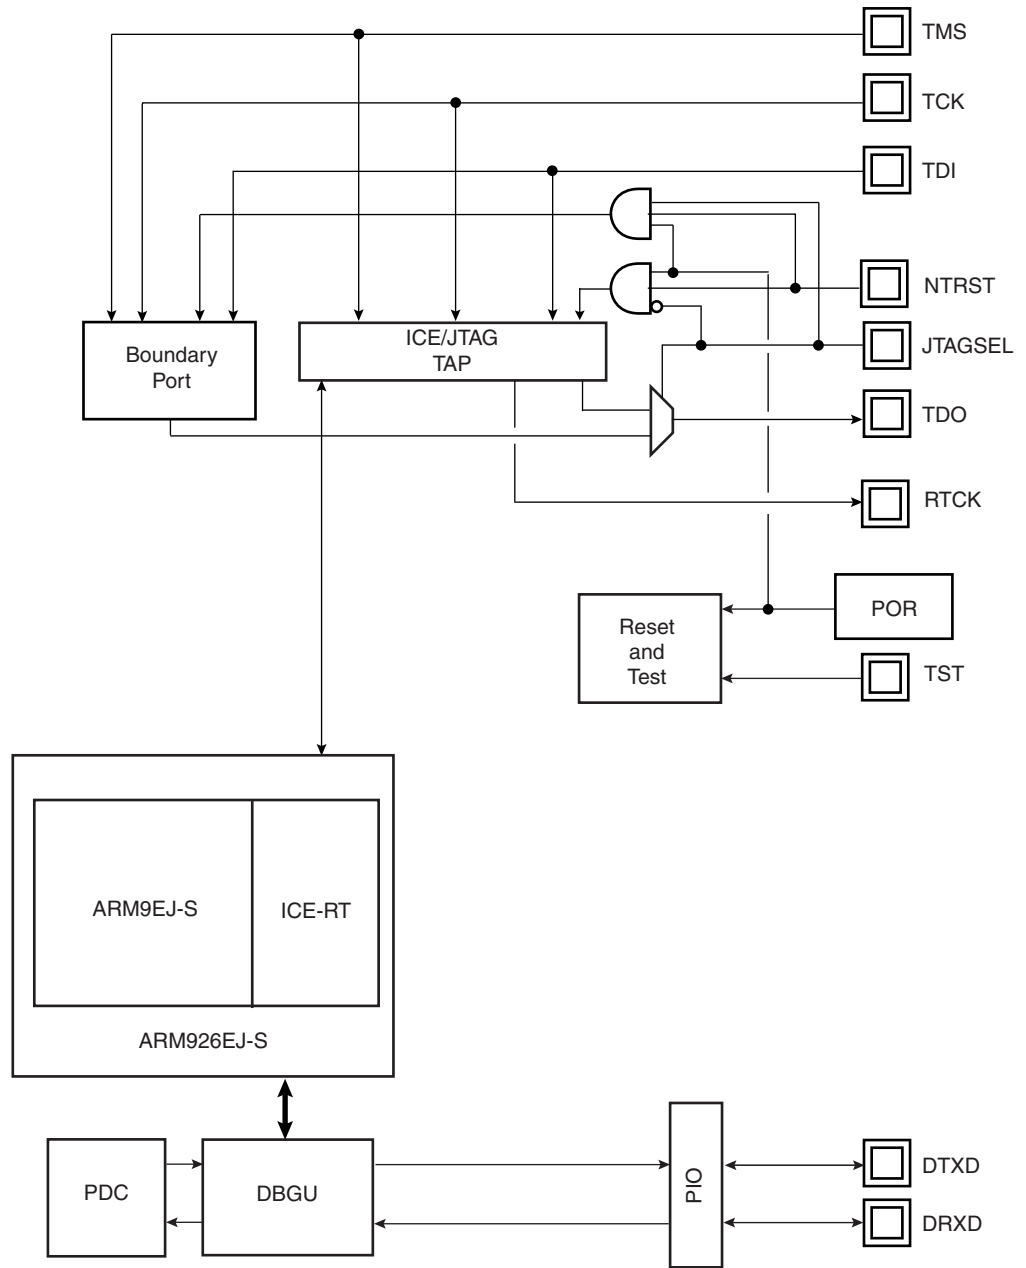 TMS
TCK
TDI
NTRST
JTAGSEL
Boundary
Port
ICE/JTAG
TAP
TDO
RTCK
POR
Reset
and
Test
TST
ARM9EJ-S
ICE-RT
ARM926EJ-S
PDC
DBGU
PIO
DTXD
DRXD